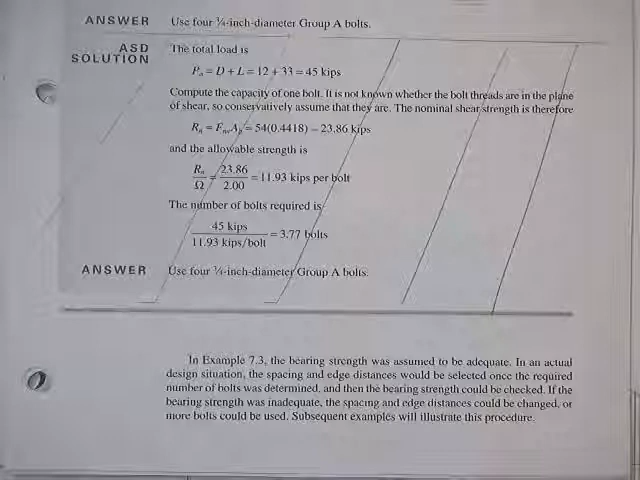 ANSWER Use four ¾-inch-diameter Group A bolts.
ASD SOLUTION The total load is
Pₐ = D + L = 12 + 33 = 45 kips
Compute the capacity of one bolt. It is not known whether the bolt threads are in the plane
of shear, so conservatively assume that they are. The nominal shear strength is therefore
Rₙ = Fₙᵥ A_b = 54(0.4418) = 23.86 kips
and the allowable strength is
Rₙ/Ω = 23.86/2.00 = 11.93 kips per bolt
The number of bolts required is
45 kips / 11.93 kips/bolt = 3.77 bolts
ANSWER Use four ¾-inch-diameter Group A bolts.
In Example 7.3, the bearing strength was assumed to be adequate. In an actual
design situation, the spacing and edge distances would be selected once the required
number of bolts was determined, and then the bearing strength could be checked. If the
bearing strength was inadequate, the spacing and edge distances could be changed, or
more bolts could be used. Subsequent examples will illustrate this procedure.